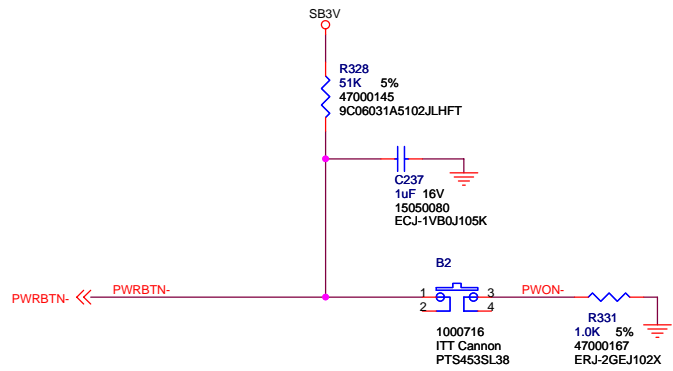 SB3V
R328
51K 5%
47000145
9C06031A5102JLHFT
C237
1uF 16V
15050080
ECJ-1VB0J105K
B2
PWRBTN-
PWRBTN-
1
3
PWON-
2
4
R331
1000716
1.0K 5%
ITT Cannon
47000167
PTS453SL38
ERJ-2GEJ102X